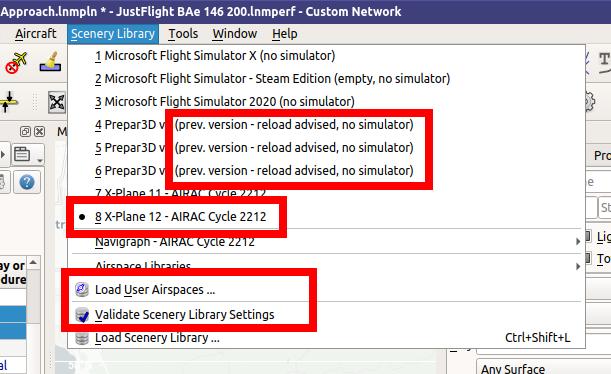 Approach.lnmpln * - JustFlight BAe 146 200.lnmperf - Custom Network
Aircraft Scenery Library Tools Window Help
1 Microsoft Flight Simulator X (no simulator)
2 Microsoft Flight Simulator - Steam Edition (empty, no simulator)
3 Microsoft Flight Simulator 2020 (no simulator)
4 Prepar3D v (prev. version - reload advised, no simulator)
5 Prepar3D v (prev. version - reload advised, no simulator)
6 Prepar3D v (prev. version - reload advised, no simulator)
7 X-Plane 11 - AIRAC Cycle 2212
8 X-Plane 12 - AIRAC Cycle 2212
Navigraph - AIRAC Cycle 2212
Airspace Libraries
Load User Airspaces ...
Validate Scenery Library Settings
Load Scenery Library ... Ctrl+Shift+L
M
Pro
me
St
Lig
To
ay or
dure
al
Any Surface